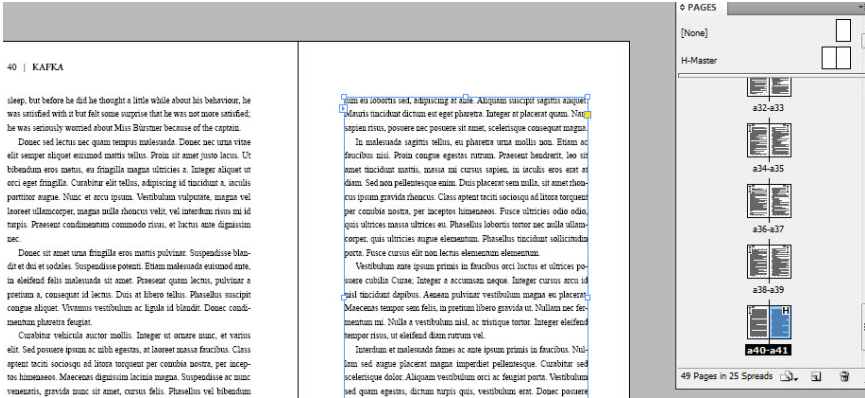 40 | KAFKA
sleep, but before he did he thought a little while about his behaviour, he
was satisfied with it but felt some surprise that he was not more satisfied;
he was seriously worried about Miss Bürstner because of the captain.
Donec sed lectus nec quam tempus malesuada. Donec nec urna vitae
elit semper aliquet euismod mattis tellus. Proin sit amet justo lacus. Ut
bibendum eros metus, eu fringilla magna ultricies a. Integer aliquet ut
orci eget fringilla. Curabitur elit tellus, adipiscing id tincidunt a, iaculis
porttitor augue. Nunc et arcu ipsum. Vestibulum vulputate, magna vel
laoreet ullamcorper, magna nulla rhoncus velit, vel interdum risus mi id
turpis. Praesent condimentum commodo risus, et luctus ante dignissim
nec.
Donec sit amet urna fringilla eros mattis pulvinar. Suspendisse blan-
dit et dui et sodales. Suspendisse potenti. Etiam malesuada euismod ante,
in eleifend felis malesuada sit amet. Praesent quam lectus, pulvinar a
pretium a, consequat id lectus. Duis at libero tellus. Phasellus suscipit
congue aliquet. Vivamus vestibulum ac ligula id blandit. Donec condi-
mentum pharetra feugiat.
Curabitur vehicula auctor mollis. Integer ut ornare nunc, et varius
elit. Sed posuere ipsum ac nibh egestas, at laoreet massa faucibus. Class
aptent taciti sociosqu ad litora torquent per conubia nostra, per incep-
tos himenaeos. Maecenas dignissim lacinia magna. Suspendisse ac nunc
venenatis, gravida nunc sit amet, cursus felis. Phasellus vel bibendum
eu lobortis sed, adipiscing at ante. Aliquam suscipit sagittis aliquet.
Mauris tincidunt dictum est eget pharetra. Integer at placerat quam. Nam
sapien risus, posuere nec posuere sit amet, scelerisque consequat magna.
In malesuada sagittis tellus, eu pharetra urna mollis non. Etiam ac
faucibus nisi. Proin congue egestas rutrum. Praesent hendrerit, leo sit
amet tincidunt mattis, massa mi cursus sapien, in iaculis eros erat at
diam. Sed non pellentesque enim. Duis placerat sem nulla, sit amet rhon-
cus ipsum gravida rhoncus. Class aptent taciti sociosqu ad litora torquent
per conubia nostra, per inceptos himenaeos. Fusce ultricies odio odio,
quis ultrices massa ultrices eu. Phasellus lobortis tortor nec nulla ullam-
corper, quis ultricies augue elementum. Phasellus tincidunt sollicitudin
porta. Fusce cursus elit non lectus elementum elementum.
Vestibulum ante ipsum primis in faucibus orci luctus et ultrices po-
suere cubilia Curae; Integer a accumsan neque. Integer cursus arcu id
nisl tincidunt dapibus. Aenean pulvinar vestibulum magna eu placerat.
Maecenas tempor sem felis, in pretium libero gravida ut. Nullam nec fer-
mentum mi. Nulla a vestibulum nisl, ac tristique tortor. Integer eleifend
tempor risus, ut eleifend diam rutrum vel.
Interdum et malesuada fames ac ante ipsum primis in faucibus. Nul-
lam sed augue placerat magna imperdiet pellentesque. Curabitur sed
scelerisque dolor. Aliquam vestibulum orci ac feugiat porta. Vestibulum
sed quam egestas, dictum turpis quis, vestibulum erat. Donec posuere
PAGES
[None]
H-Master
a32-a33
a34-a35
a36-a37
a38-a39
H
a40-a41
49 Pages in 25 Spreads